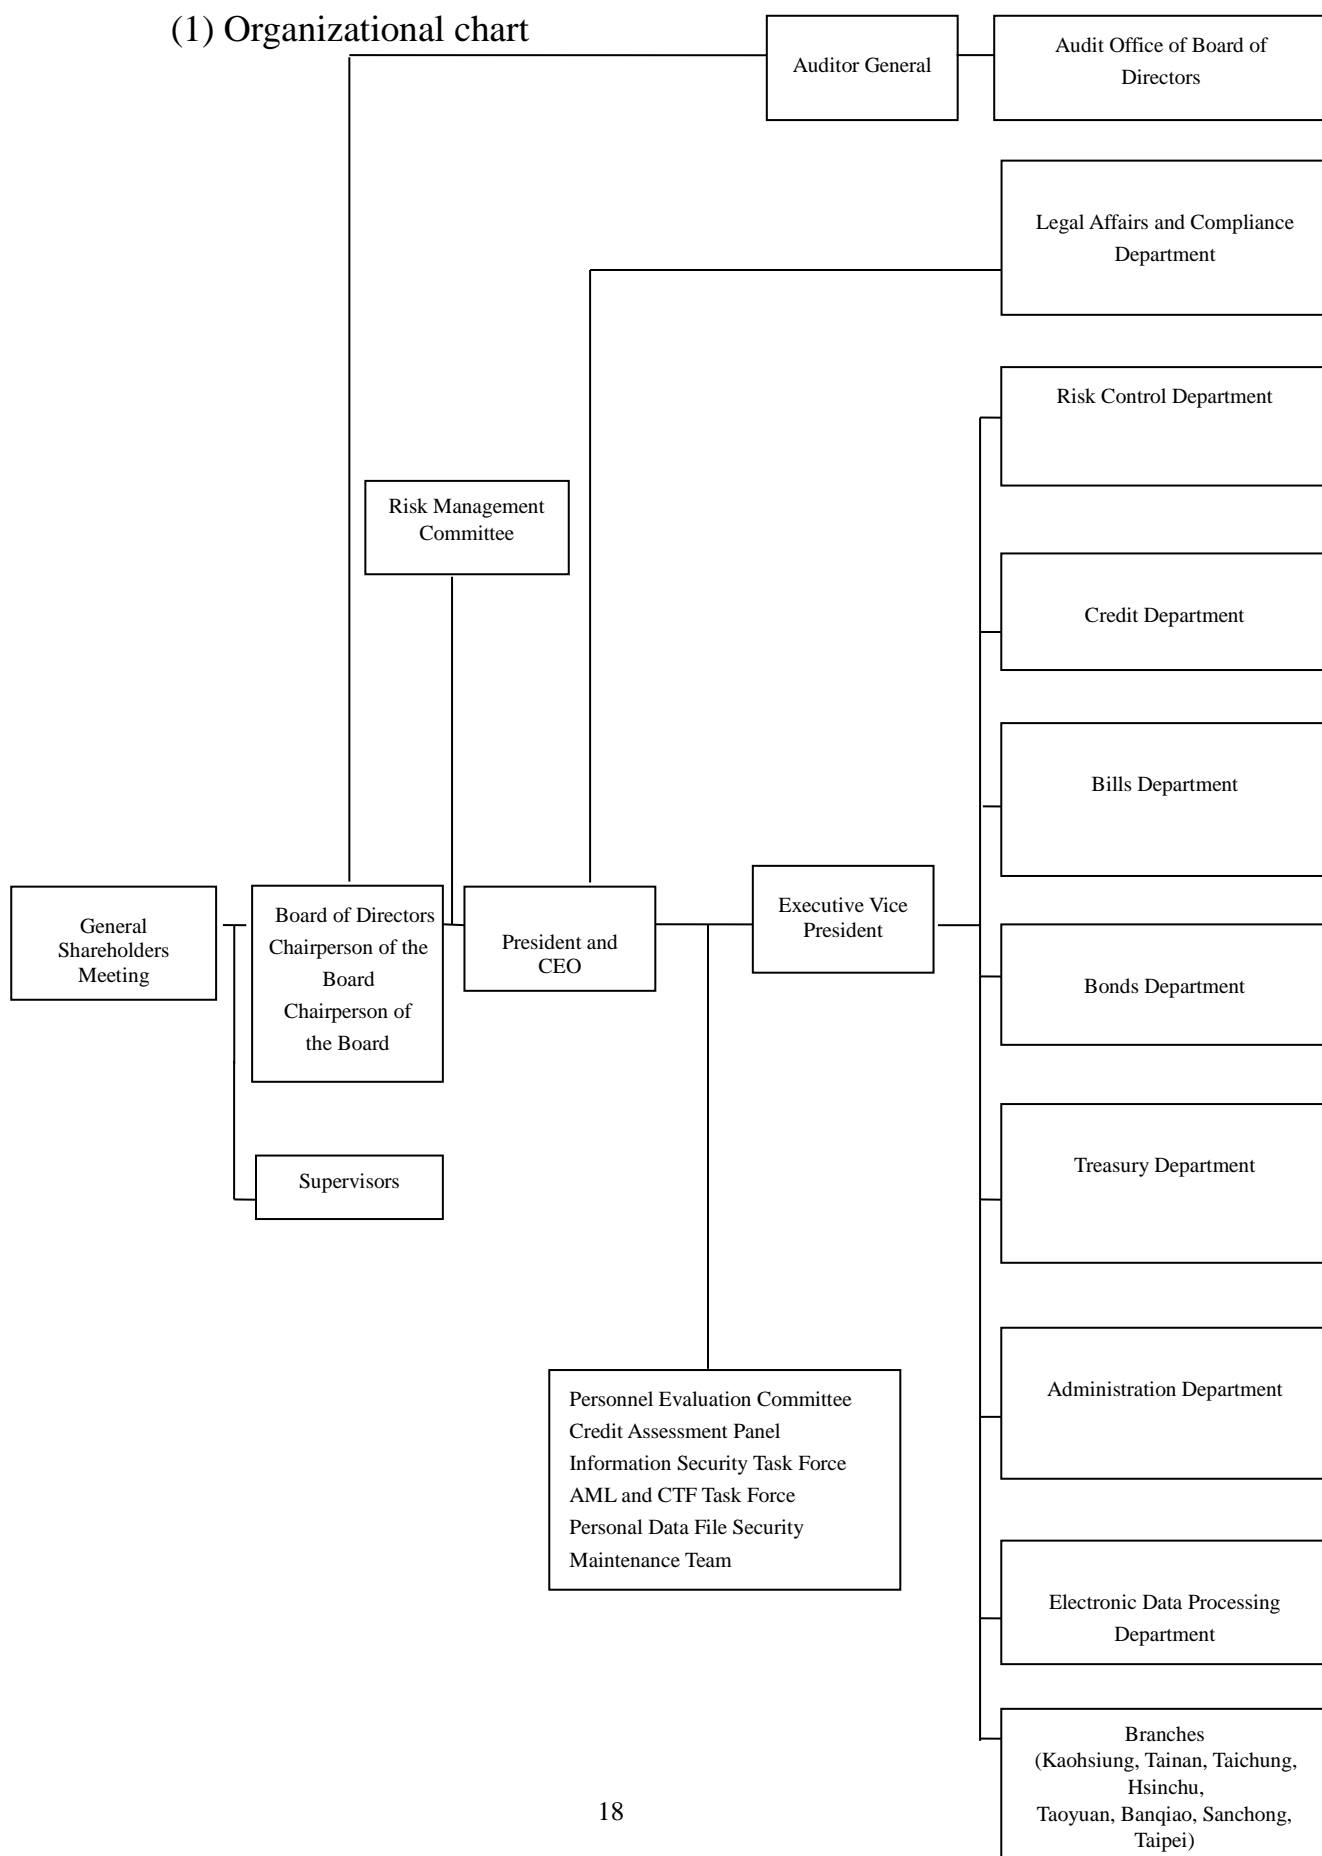 (1) Organizational chart
Auditor General
Audit Office of Board of
Directors
Legal Affairs and Compliance
Department
Risk Control Department
Risk Management
Committee
Credit Department
Bills Department
General
Shareholders
Meeting
Board of Directors
Chairperson of the
Board
Chairperson of
the Board
President and
CEO
Executive Vice
President
Bonds Department
Supervisors
Treasury Department
Personnel Evaluation Committee
Credit Assessment Panel
Information Security Task Force
AML and CTF Task Force
Personal Data File Security
Maintenance Team
Administration Department
Electronic Data Processing
Department
Branches
(Kaohsiung, Tainan, Taichung,
Hsinchu,
Taoyuan, Banqiao, Sanchong,
Taipei)
18